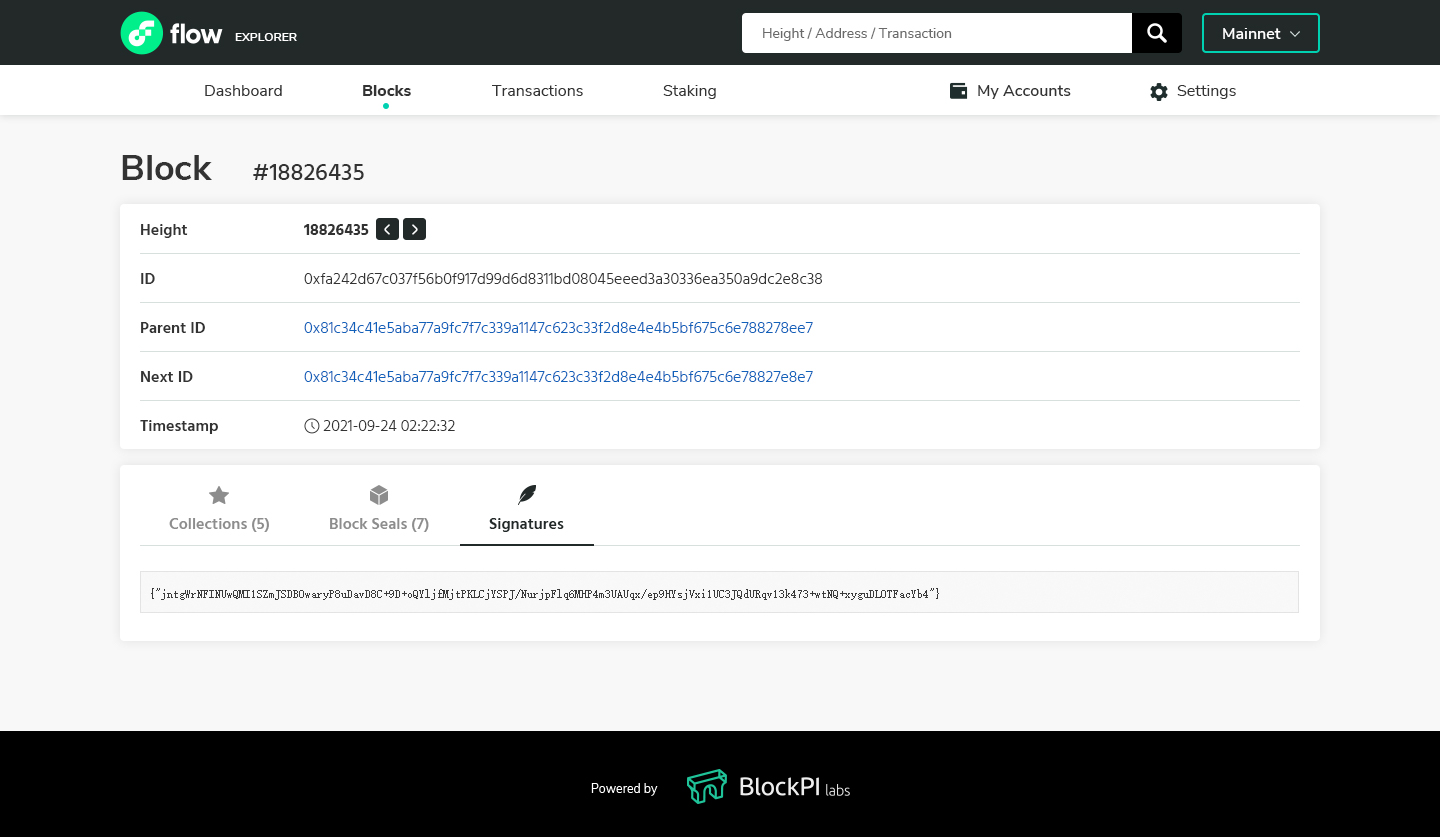 flow EXPLORER
Height / Address / Transaction
Mainnet
Dashboard Blocks Transactions Staking My Accounts Settings
Block #18826435
Height 18826435
ID 0xfa242d67c037f56b0f917d99d6d8311bd08045eeed3a30336ea350a9dc2e8c38
Parent ID 0x81c34c41e5aba77a9fc7f7c339a1147c623c33f2d8e4e4b5bf675c6e788278ee7
Next ID 0x81c34c41e5aba77a9fc7f7c339a1147c623c33f2d8e4e4b5bf675c6e78827e8e7
Timestamp 2021-09-24 02:22:32
Collections (5) Block Seals (7) Signatures
{"jntgWrNFINUwQMI1SZmJSDBOwaryP8uDavD8C+9D+oQYljfMjtPKLCjYSPJ/NurjpFlq6MHP4m3UAUqx/ep9HYsjVxi1UC3JQdURqv13k473+wtNQ+xyguDLOTFacYb4"}
Powered by BlockPI labs